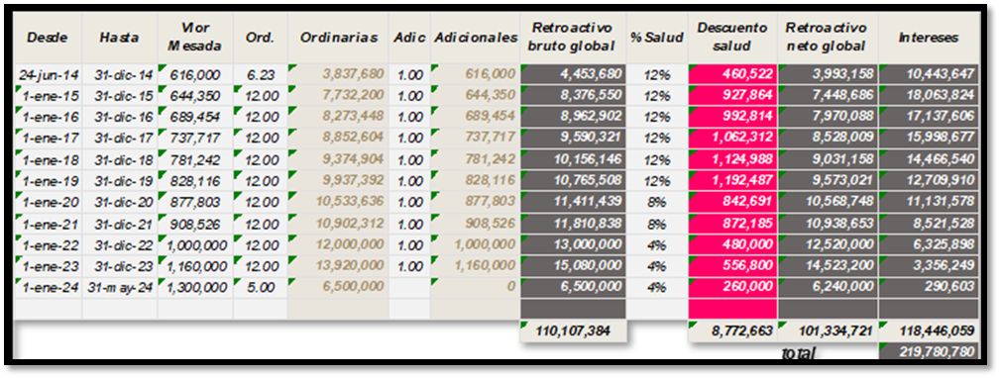 Desde Hasta Vlor Mesada Ord. Ordinarias Adic Adicionales Retroactivo bruto global % Salud Descuento salud Retroactivo neto global Intereses
24-jun-14 31-dic-14 616,000 6.23 3,837,680 1.00 616,000 4,453,680 12% 460,522 3,993,158 10,443,647
1-ene-15 31-dic-15 644,350 12.00 7,732,200 1.00 644,350 8,376,550 12% 927,864 7,448,686 18,063,824
1-ene-16 31-dic-16 689,454 12.00 8,273,448 1.00 689,454 8,962,902 12% 992,814 7,970,088 17,137,606
1-ene-17 31-dic-17 737,717 12.00 8,852,604 1.00 737,717 9,590,321 12% 1,062,312 8,528,009 15,998,677
1-ene-18 31-dic-18 781,242 12.00 9,374,904 1.00 781,242 10,156,146 12% 1,124,988 9,031,158 14,466,540
1-ene-19 31-dic-19 828,116 12.00 9,937,392 1.00 828,116 10,765,508 12% 1,192,487 9,573,021 12,709,910
1-ene-20 31-dic-20 877,803 12.00 10,533,636 1.00 877,803 11,411,439 8% 842,691 10,568,748 11,131,578
1-ene-21 31-dic-21 908,526 12.00 10,902,312 1.00 908,526 11,810,838 8% 872,185 10,938,653 8,521,528
1-ene-22 31-dic-22 1,000,000 12.00 12,000,000 1.00 1,000,000 13,000,000 4% 480,000 12,520,000 6,325,898
1-ene-23 31-dic-23 1,160,000 12.00 13,920,000 1.00 1,160,000 15,080,000 4% 556,800 14,523,200 3,356,249
1-ene-24 31-may-24 1,300,000 5.00 6,500,000 0 6,500,000 4% 260,000 6,240,000 290,603
110,107,384 8,772,663 101,334,721 118,446,059
total 219,780,780